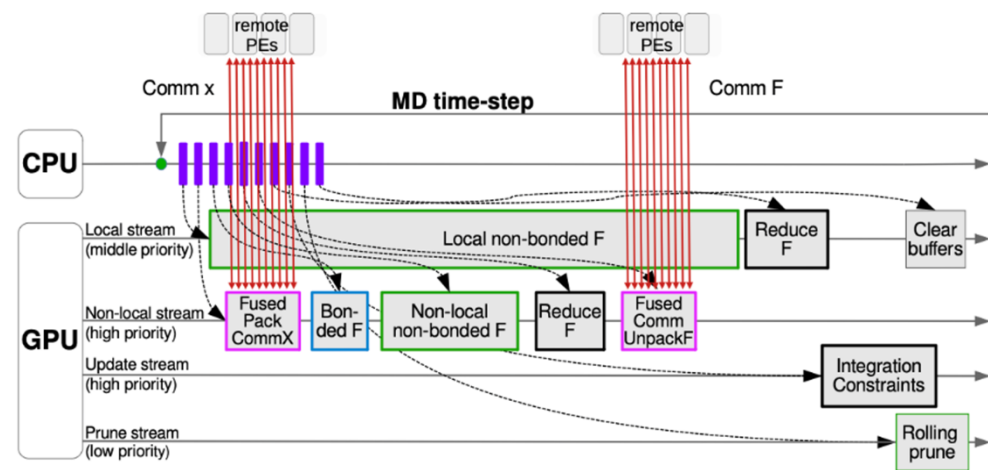 remote
PEs
remote
PEs
Comm x
Comm F
MD time-step
CPU
GPU
Local stream
(middle priority)
Local non-bonded F
Reduce
F
Clear
buffers
Non-local stream
(high priority)
Fused
Pack
CommX
Bon-
ded F
Non-local
non-bonded F
Reduce
F
Fused
Comm
UnpackF
Update stream
(high priority)
Integration
Constraints
Prune stream
(low priority)
Rolling
prune